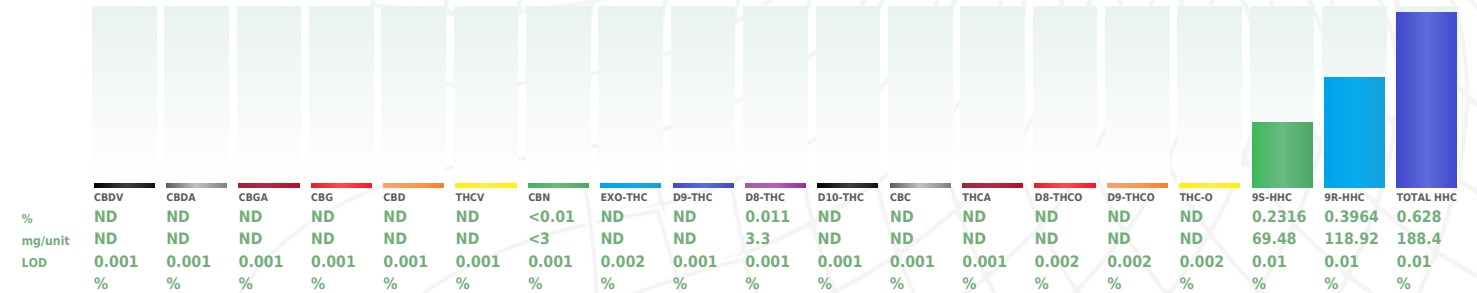 CBDV CBDA CBGA CBG CBD THCV CBN EXO-THC D9-THC D8-THC D10-THC CBC THCA D8-THCO D9-THCO THC-O 9S-HHC 9R-HHC TOTAL HHC
% ND ND ND ND ND ND <0.01 ND ND 0.011 ND ND ND ND ND ND 0.2316 0.3964 0.628
mg/unit ND ND ND ND ND ND <3 ND ND 3.3 ND ND ND ND ND ND 69.48 118.92 188.4
LOD 0.001 0.001 0.001 0.001 0.001 0.001 0.001 0.002 0.001 0.001 0.001 0.001 0.001 0.002 0.002 0.002 0.01 0.01 0.01
% % % % % % % % % % % % % % % % % % %